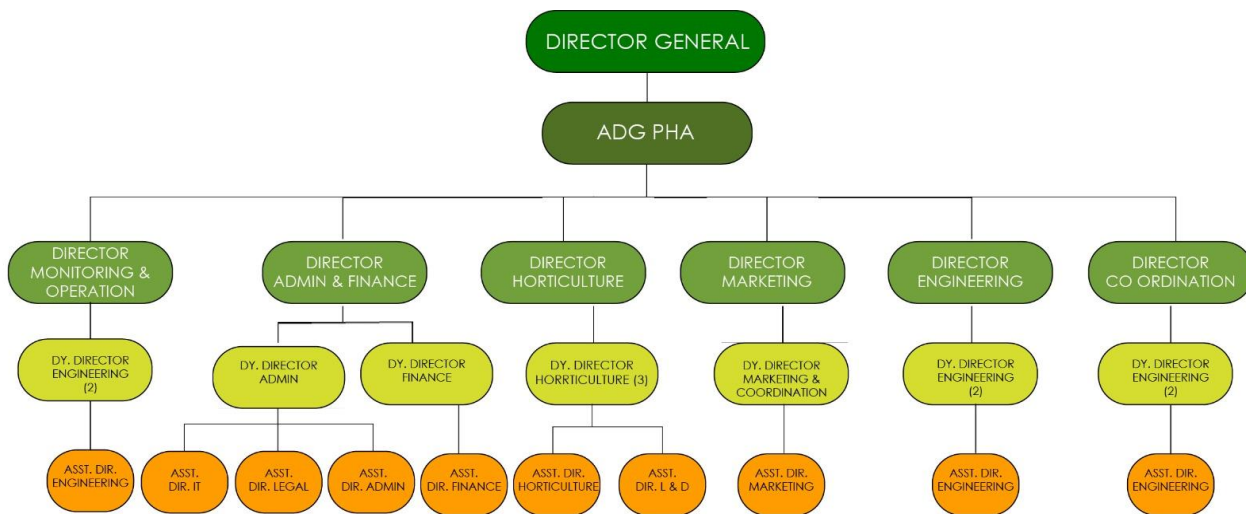 DIRECTOR GENERAL
ADG PHA
DIRECTOR
MONITORING &
OPERATION
DIRECTOR
ADMIN & FINANCE
DIRECTOR
HORTICULTURE
DIRECTOR
MARKETING
DIRECTOR
ENGINEERING
DIRECTOR
CO ORDINATION
DY. DIRECTOR
ENGINEERING
(2)
DY. DIRECTOR
ADMIN
DY. DIRECTOR
FINANCE
DY. DIRECTOR
HORRTICULTURE (3)
DY. DIRECTOR
MARKETING &
COORDINATION
DY. DIRECTOR
ENGINEERING
(2)
DY. DIRECTOR
ENGINEERING
(2)
ASST. DIR.
ENGINEERING
ASST.
DIR. IT
ASST.
DIR. LEGAL
ASST.
DIR. ADMIN
ASST.
DIR. FINANCE
ASST. DIR.
HORTICULTURE
ASST.
DIR. L & D
ASST. DIR.
MARKETING
ASST. DIR.
ENGINEERING
ASST. DIR.
ENGINEERING